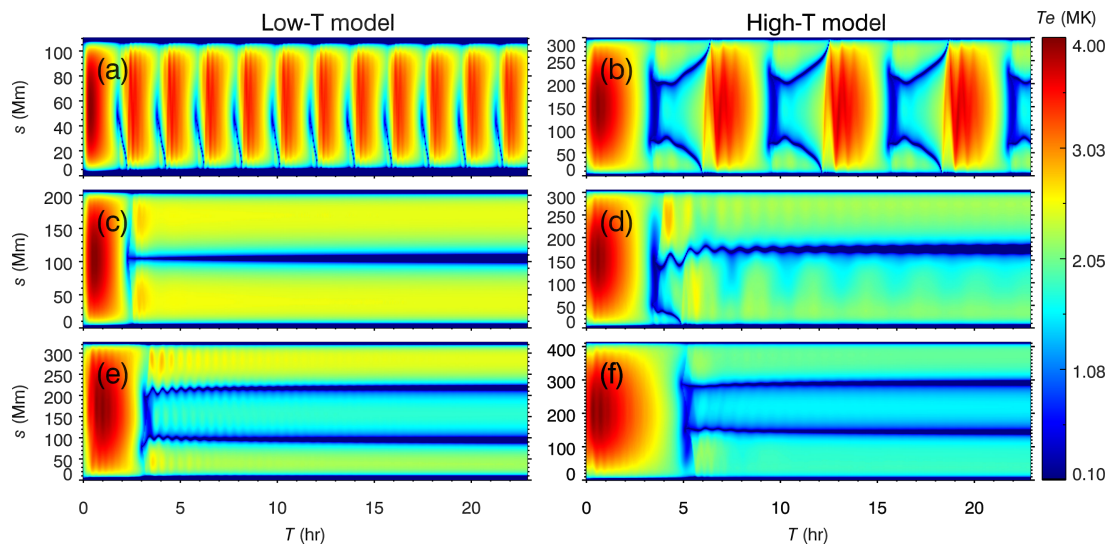 Low-T model High-T model Te (MK)
(a) (b) (c) (d) (e) (f)
s (Mm) 100 80 60 40 20 0
300 250 200 150 100 50 0
s (Mm) 200 150 100 50 0
300 250 200 150 100 50 0
s (Mm) 300 250 200 150 100 50 0
400 300 200 100 0
0 5 10 15 20
0 5 10 15 20
T (hr) T (hr)
4.00
3.03
2.05
1.08
0.10